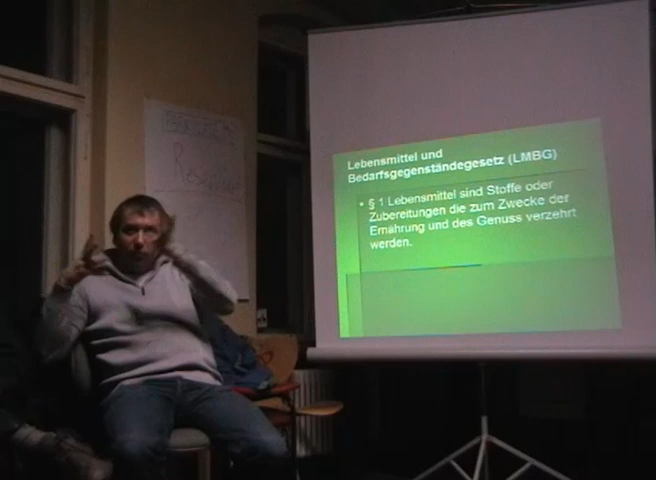 Lebensmittel und
Bedarfsgegenständegesetz (LMBG)
• § 1 Lebensmittel sind Stoffe oder
Zubereitungen die zum Zwecke der
Ernährung und des Genuss verzehrt
werden.